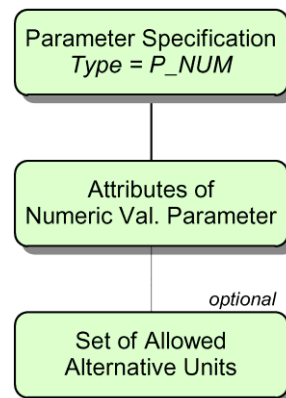 Parameter Specification
Type = P_NUM
Attributes of
Numeric Val. Parameter
optional
Set of Allowed
Alternative Units